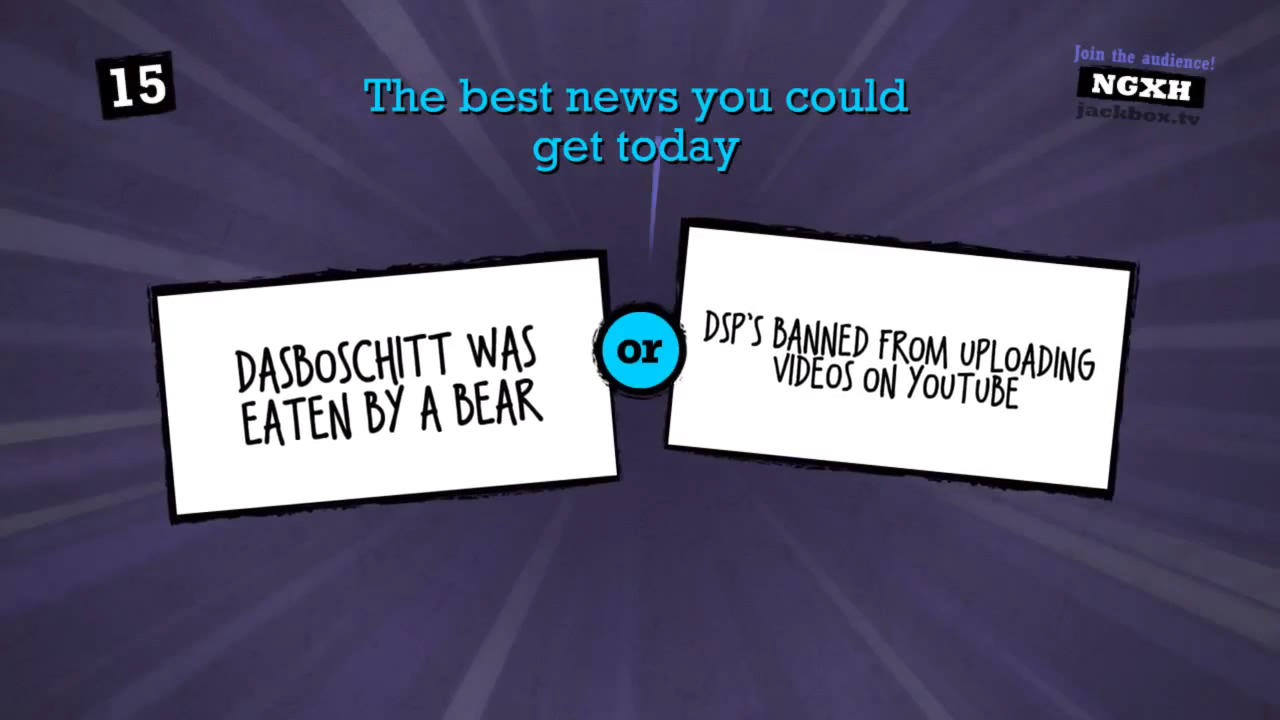 15
Join the audience!
NGXH
jackbox.tv
The best news you could
get today
DASBOSCHITT WAS
EATEN BY A BEAR
or
DSP'S BANNED FROM UPLOADING
VIDEOS ON YOUTUBE